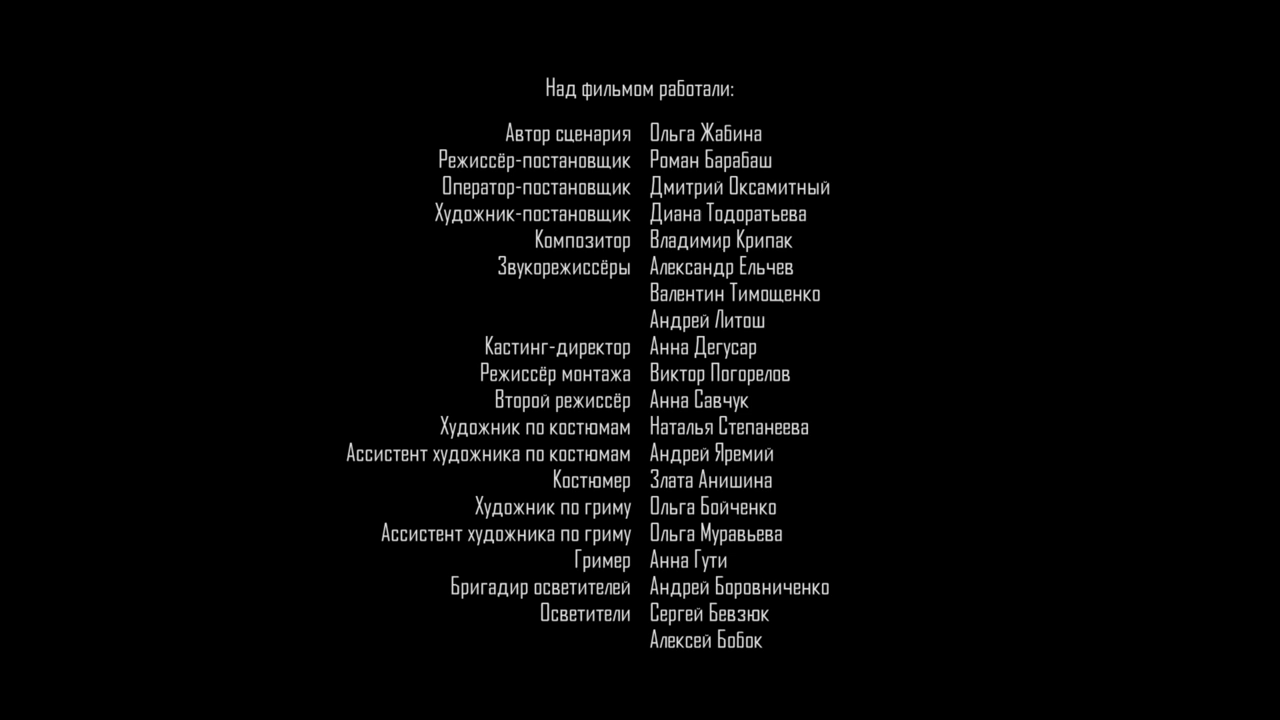 Над фильмом работали:
Автор сценария Ольга Жабина
Режиссёр-постановщик Роман Барабаш
Оператор-постановщик Дмитрий Оксамитный
Художник-постановщик Диана Тодоратьева
Композитор Владимир Крипак
Звукорежиссёры Александр Ельчев
Валентин Тимощенко
Андрей Литош
Кастинг-директор Анна Дегусар
Режиссёр монтажа Виктор Погорелов
Второй режиссёр Анна Савчук
Художник по костюмам Наталья Степанеева
Ассистент художника по костюмам Андрей Яремий
Костюмер Злата Анишина
Художник по гриму Ольга Бойченко
Ассистент художника по гриму Ольга Муравьева
Гример Анна Гути
Бригадир осветителей Андрей Боровниченко
Осветители Сергей Бевзюк
Алексей Бобок